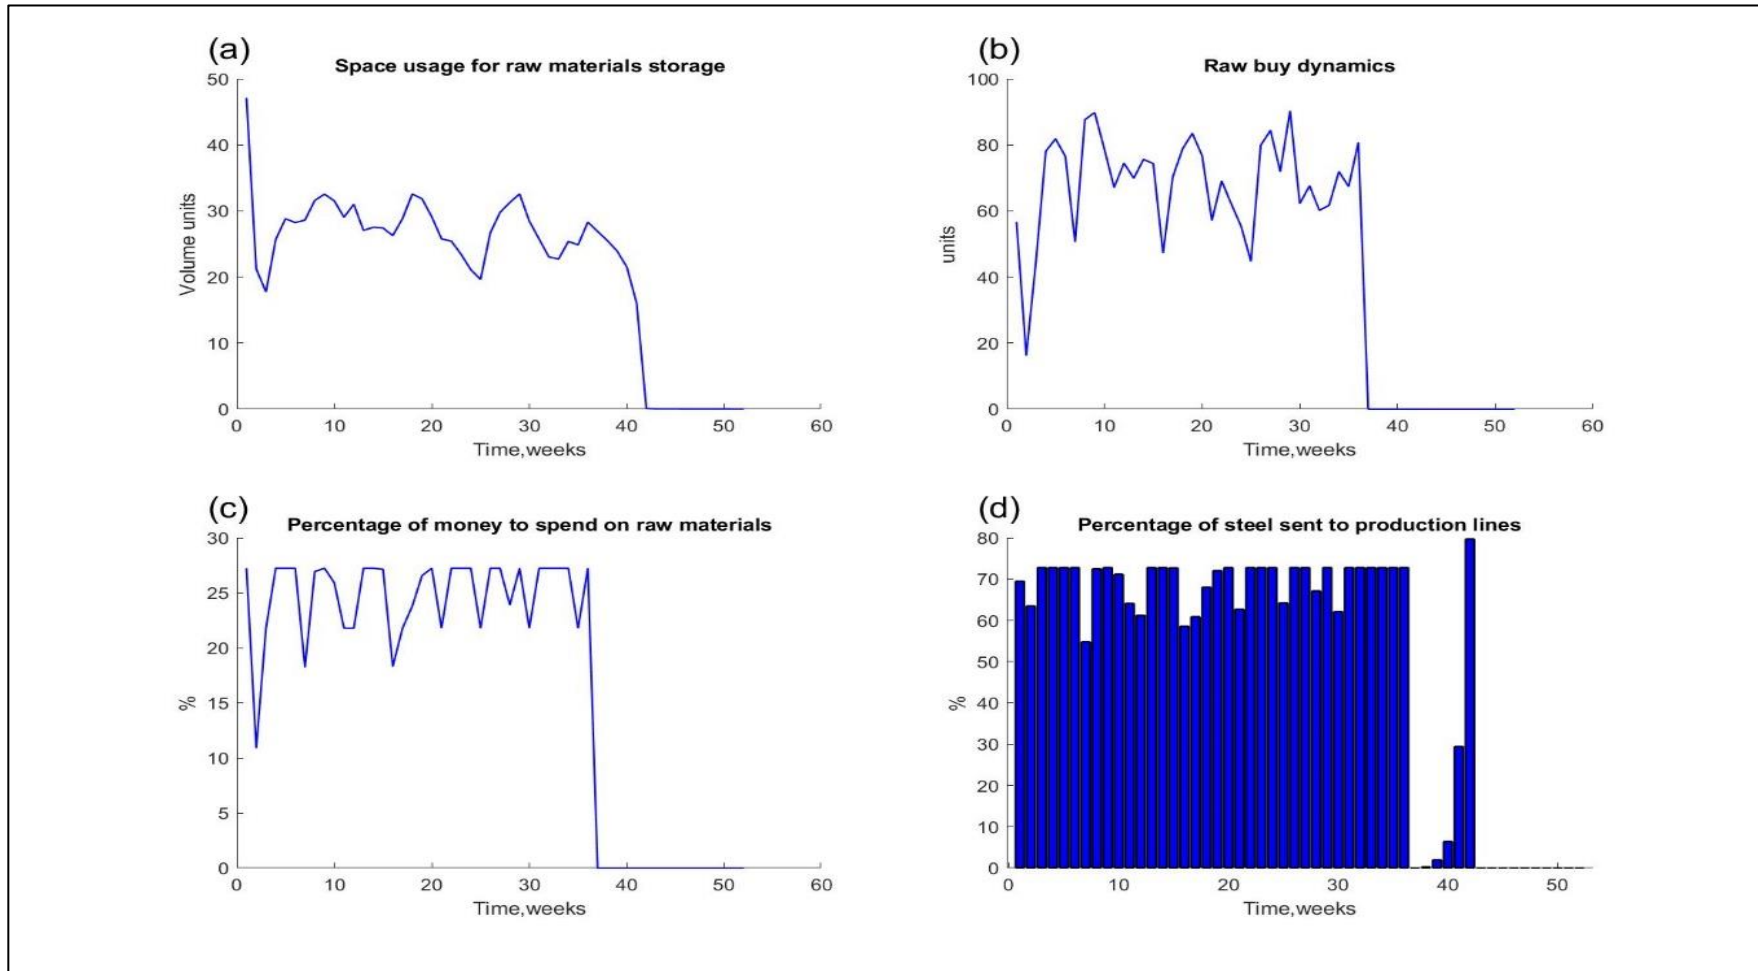 (a)
Space usage for raw materials storage
50
40
30
20
10
0
Volume units
0 10 20 30 40 50 60
Time,weeks
(b)
Raw buy dynamics
100
80
60
40
20
0
units
0 10 20 30 40 50 60
Time,weeks
(c)
Percentage of money to spend on raw materials
30
25
20
15
10
5
0
%
0 10 20 30 40 50 60
Time,weeks
(d)
Percentage of steel sent to production lines
80
70
60
50
40
30
20
10
0
%
0 10 20 30 40 50
Time,weeks